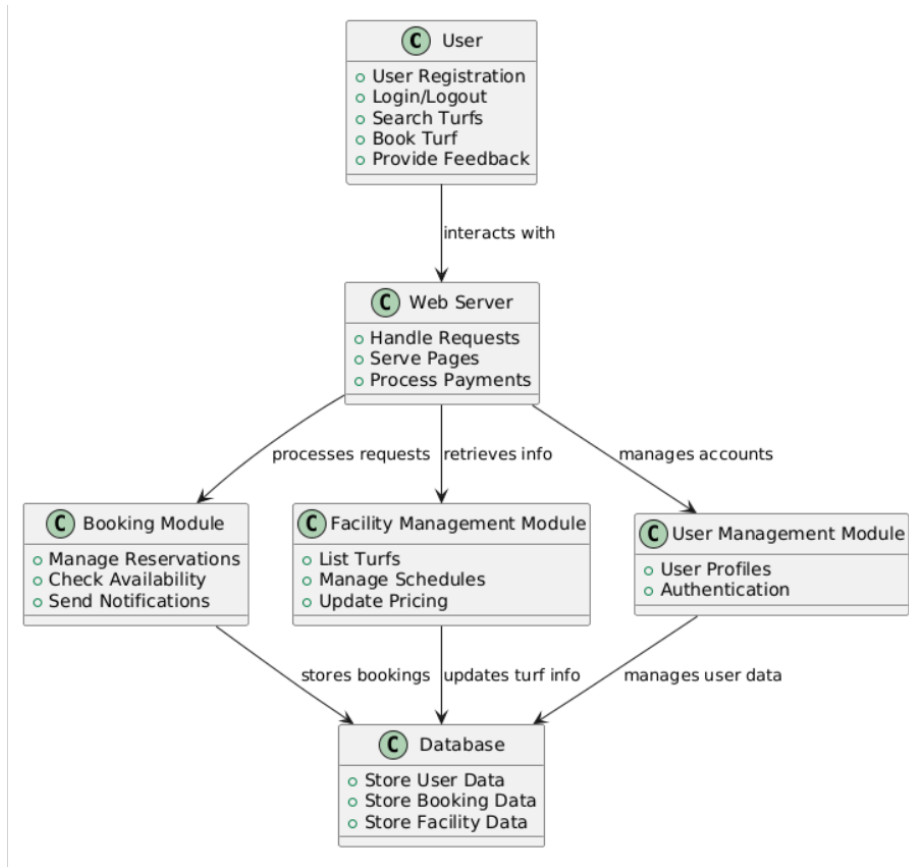 C User
User Registration
Login/Logout
Search Turfs
Book Turf
Provide Feedback
interacts with
C Web Server
Handle Requests
Serve Pages
Process Payments
processes requests
retrieves info
manages accounts
C Booking Module
Manage Reservations
Check Availability
Send Notifications
C Facility Management Module
List Turfs
Manage Schedules
Update Pricing
C User Management Module
User Profiles
Authentication
stores bookings
updates turf info
manages user data
C Database
Store User Data
Store Booking Data
Store Facility Data